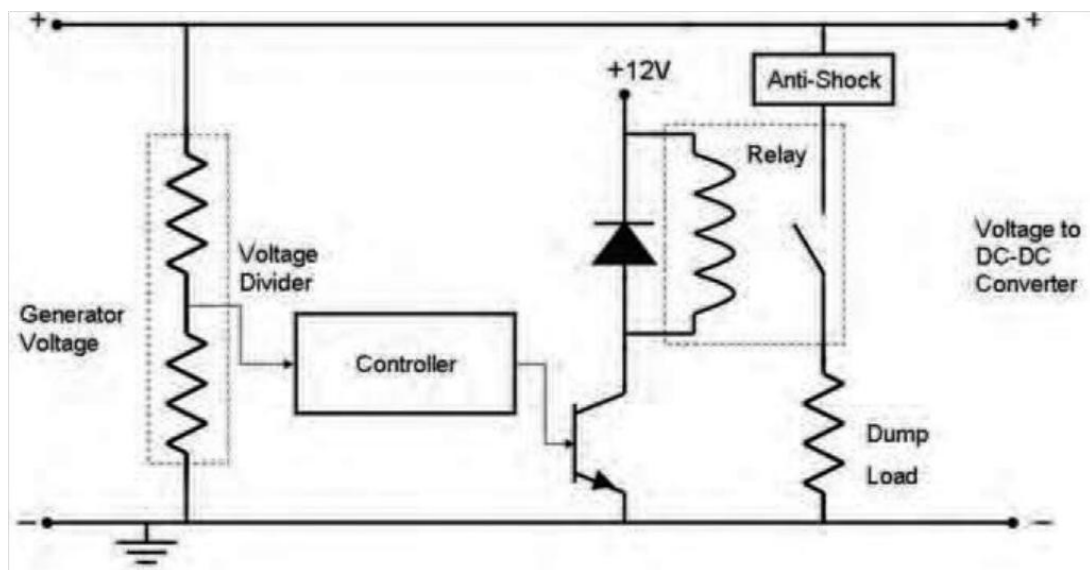 +
+
+12V
Anti-Shock
Relay
Voltage
Divider
Generator
Voltage
Controller
Voltage to
DC-DC
Converter
Dump
Load
−
−